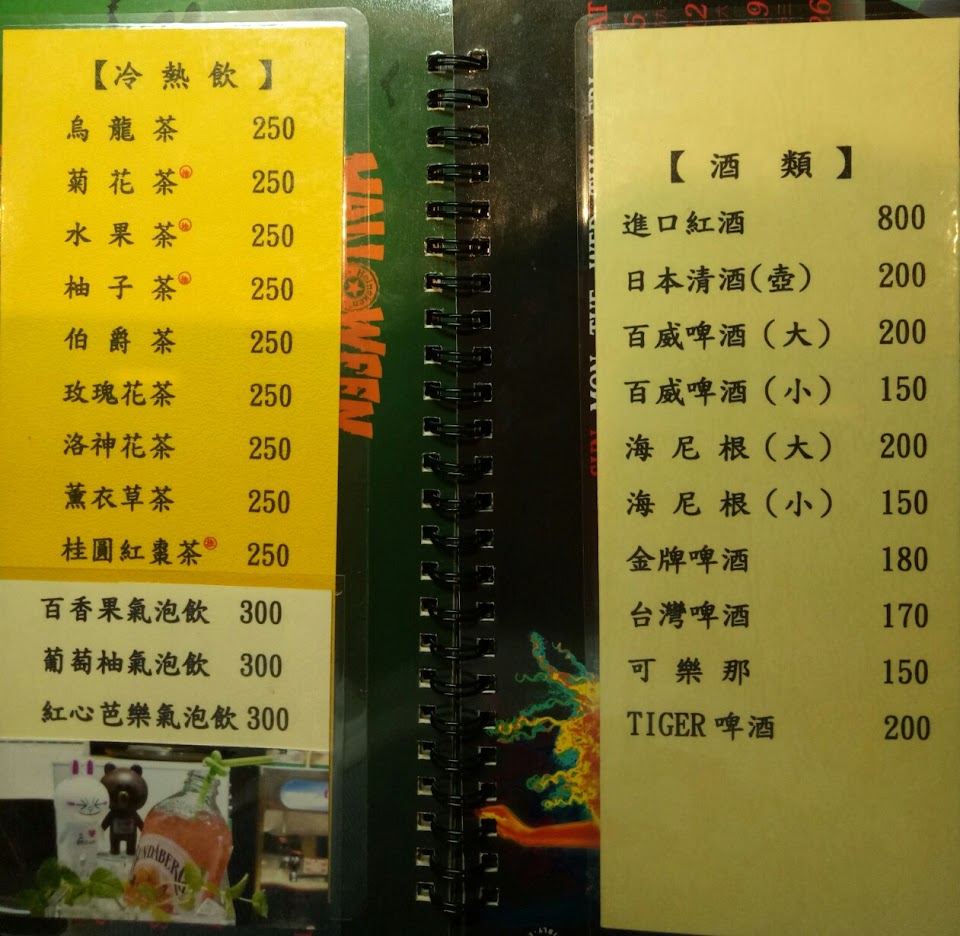 【冷熱飲】
烏龍茶 250
菊花茶 250
水果茶 250
柚子茶 250
伯爵茶 250
玫瑰花茶 250
洛神花茶 250
薰衣草茶 250
桂圓紅棗茶 250
百香果氣泡飲 300
葡萄柚氣泡飲 300
紅心芭樂氣泡飲 300
WEEN
Heineken
【酒類】
進口紅酒 800
日本清酒(壺) 200
百威啤酒(大) 200
百威啤酒(小) 150
海尼根(大) 200
海尼根(小) 150
金牌啤酒 180
台灣啤酒 170
可樂那 150
TIGER 啤酒 200